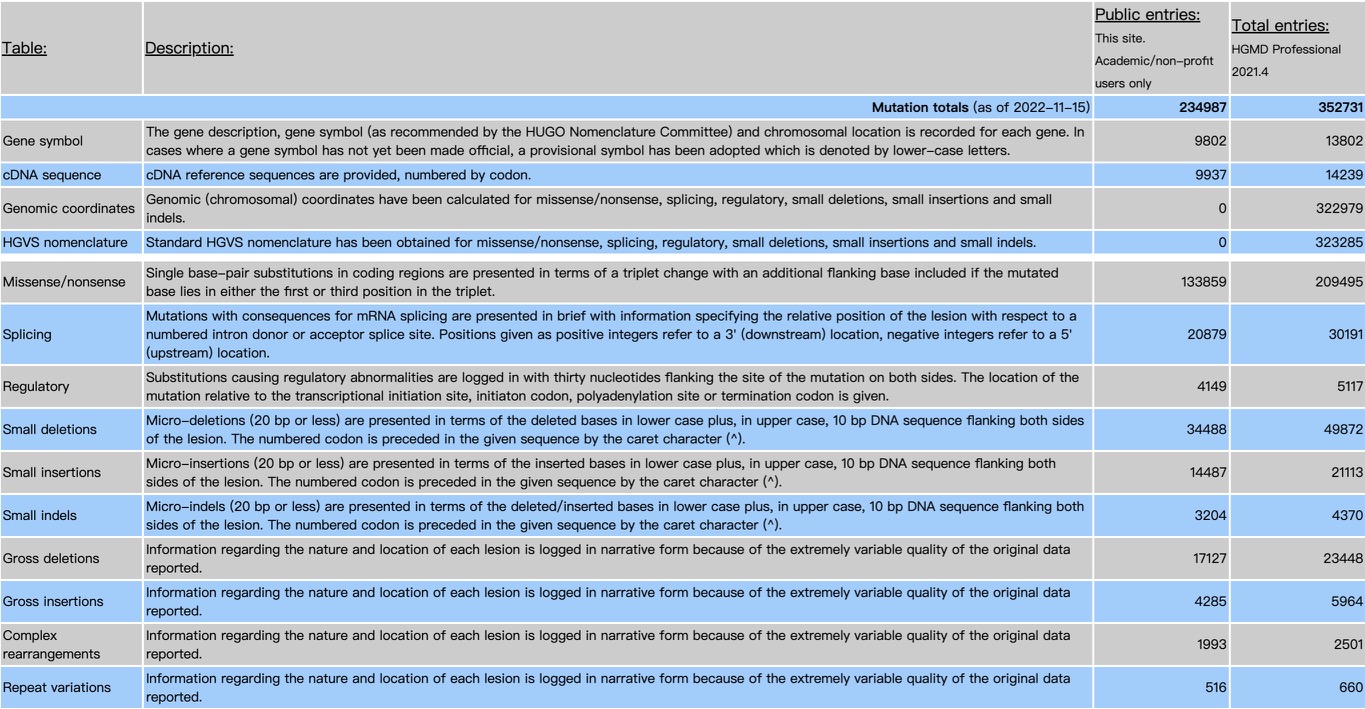 Table:
Description:
Public entries:
This site.
Academic/non-profit
users only
Total entries:
HGMD Professional
2021.4
Mutation totals (as of 2022-11-15)
234987
352731
Gene symbol
The gene description, gene symbol (as recommended by the HUGO Nomenclature Committee) and chromosomal location is recorded for each gene. In
cases where a gene symbol has not yet been made official, a provisional symbol has been adopted which is denoted by lower-case letters.
9802
13802
cDNA sequence
cDNA reference sequences are provided, numbered by codon.
9937
14239
Genomic coordinates
Genomic (chromosomal) coordinates have been calculated for missense/nonsense, splicing, regulatory, small deletions, small insertions and small
indels.
0
322979
HGVS nomenclature
Standard HGVS nomenclature has been obtained for missense/nonsense, splicing, regulatory, small deletions, small insertions and small indels.
0
323285
Missense/nonsense
Single base-pair substitutions in coding regions are presented in terms of a triplet change with an additional flanking base included if the mutated
base lies in either the first or third position in the triplet.
133859
209495
Splicing
Mutations with consequences for mRNA splicing are presented in brief with information specifying the relative position of the lesion with respect to a
numbered intron donor or acceptor splice site. Positions given as positive integers refer to a 3' (downstream) location, negative integers refer to a 5'
(upstream) location.
20879
30191
Regulatory
Substitutions causing regulatory abnormalities are logged in with thirty nucleotides flanking the site of the mutation on both sides. The location of the
mutation relative to the transcriptional initiation site, initiaton codon, polyadenylation site or termination codon is given.
4149
5117
Small deletions
Micro-deletions (20 bp or less) are presented in terms of the deleted bases in lower case plus, in upper case, 10 bp DNA sequence flanking both sides
of the lesion. The numbered codon is preceded in the given sequence by the caret character (^).
34488
49872
Small insertions
Micro-insertions (20 bp or less) are presented in terms of the inserted bases in lower case plus, in upper case, 10 bp DNA sequence flanking both
sides of the lesion. The numbered codon is preceded in the given sequence by the caret character (^).
14487
21113
Small indels
Micro-indels (20 bp or less) are presented in terms of the deleted/inserted bases in lower case plus, in upper case, 10 bp DNA sequence flanking both
sides of the lesion. The numbered codon is preceded in the given sequence by the caret character (^).
3204
4370
Gross deletions
Information regarding the nature and location of each lesion is logged in narrative form because of the extremely variable quality of the original data
reported.
17127
23448
Gross insertions
Information regarding the nature and location of each lesion is logged in narrative form because of the extremely variable quality of the original data
reported.
4285
5964
Complex
rearrangements
Information regarding the nature and location of each lesion is logged in narrative form because of the extremely variable quality of the original data
reported.
1993
2501
Repeat variations
Information regarding the nature and location of each lesion is logged in narrative form because of the extremely variable quality of the original data
reported.
516
660